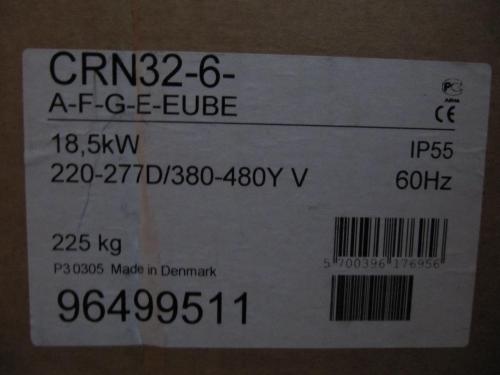 CRN32-6-
A-F-G-E-EUBE
18,5kW IP55
220-277D/380-480Y V 60Hz
225 kg
P3 0305 Made in Denmark
5 700396 176956
96499511